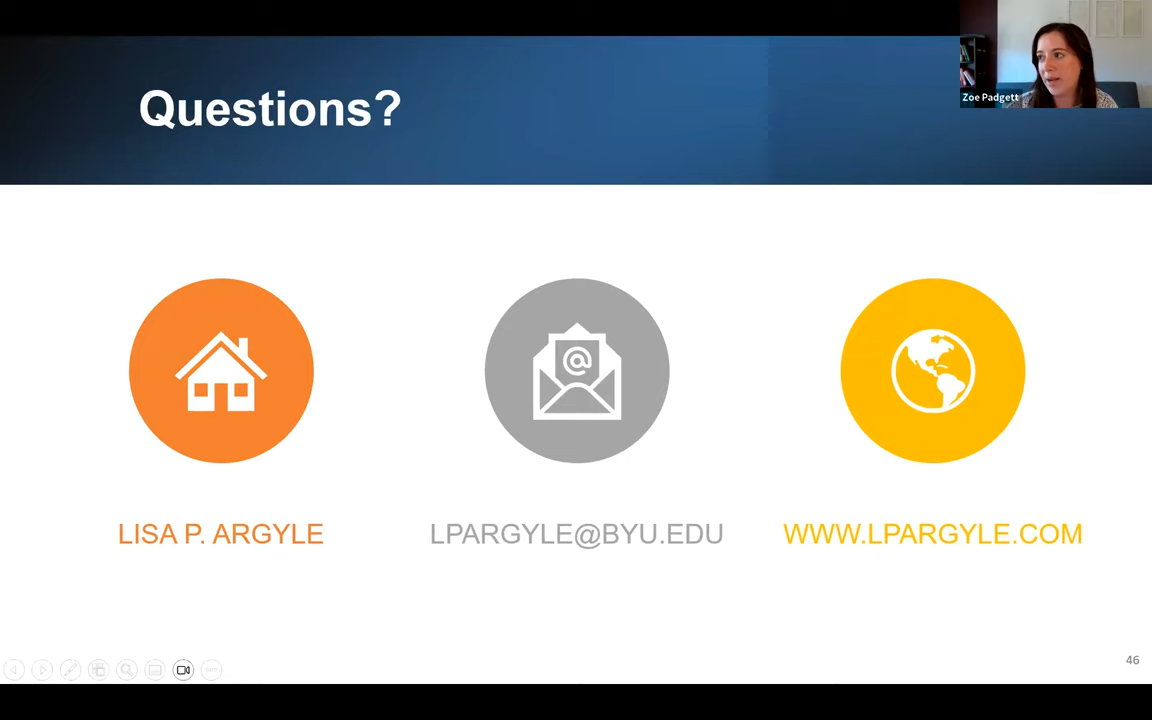 Questions?
Zoe Padgett
@
LISA P. ARGYLE
LPARGYLE@BYU.EDU
WWW.LPARGYLE.COM
46